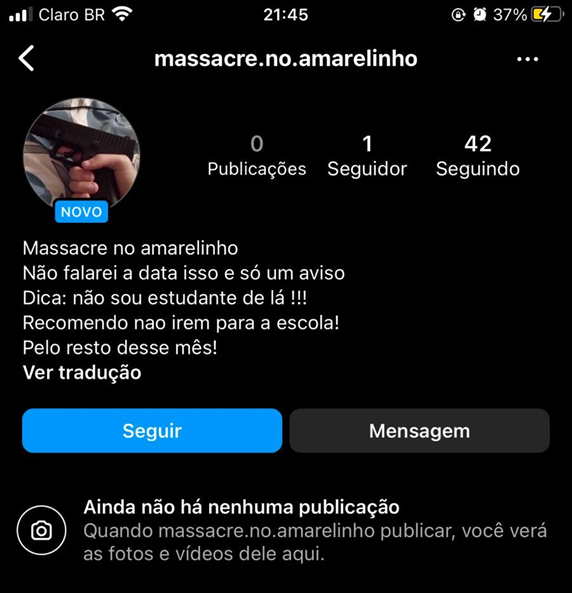 Claro BR
21:45
37%
massacre.no.amarelinho
NOVO
0
Publicações
1
Seguidor
42
Seguindo
Massacre no amarelinho
Não falarei a data isso e só um aviso
Dica: não sou estudante de lá !!!
Recomendo nao irem para a escola!
Pelo resto desse mês!
Ver tradução
Seguir
Mensagem
Ainda não há nenhuma publicação
Quando massacre.no.amarelinho publicar, você verá
as fotos e vídeos dele aqui.